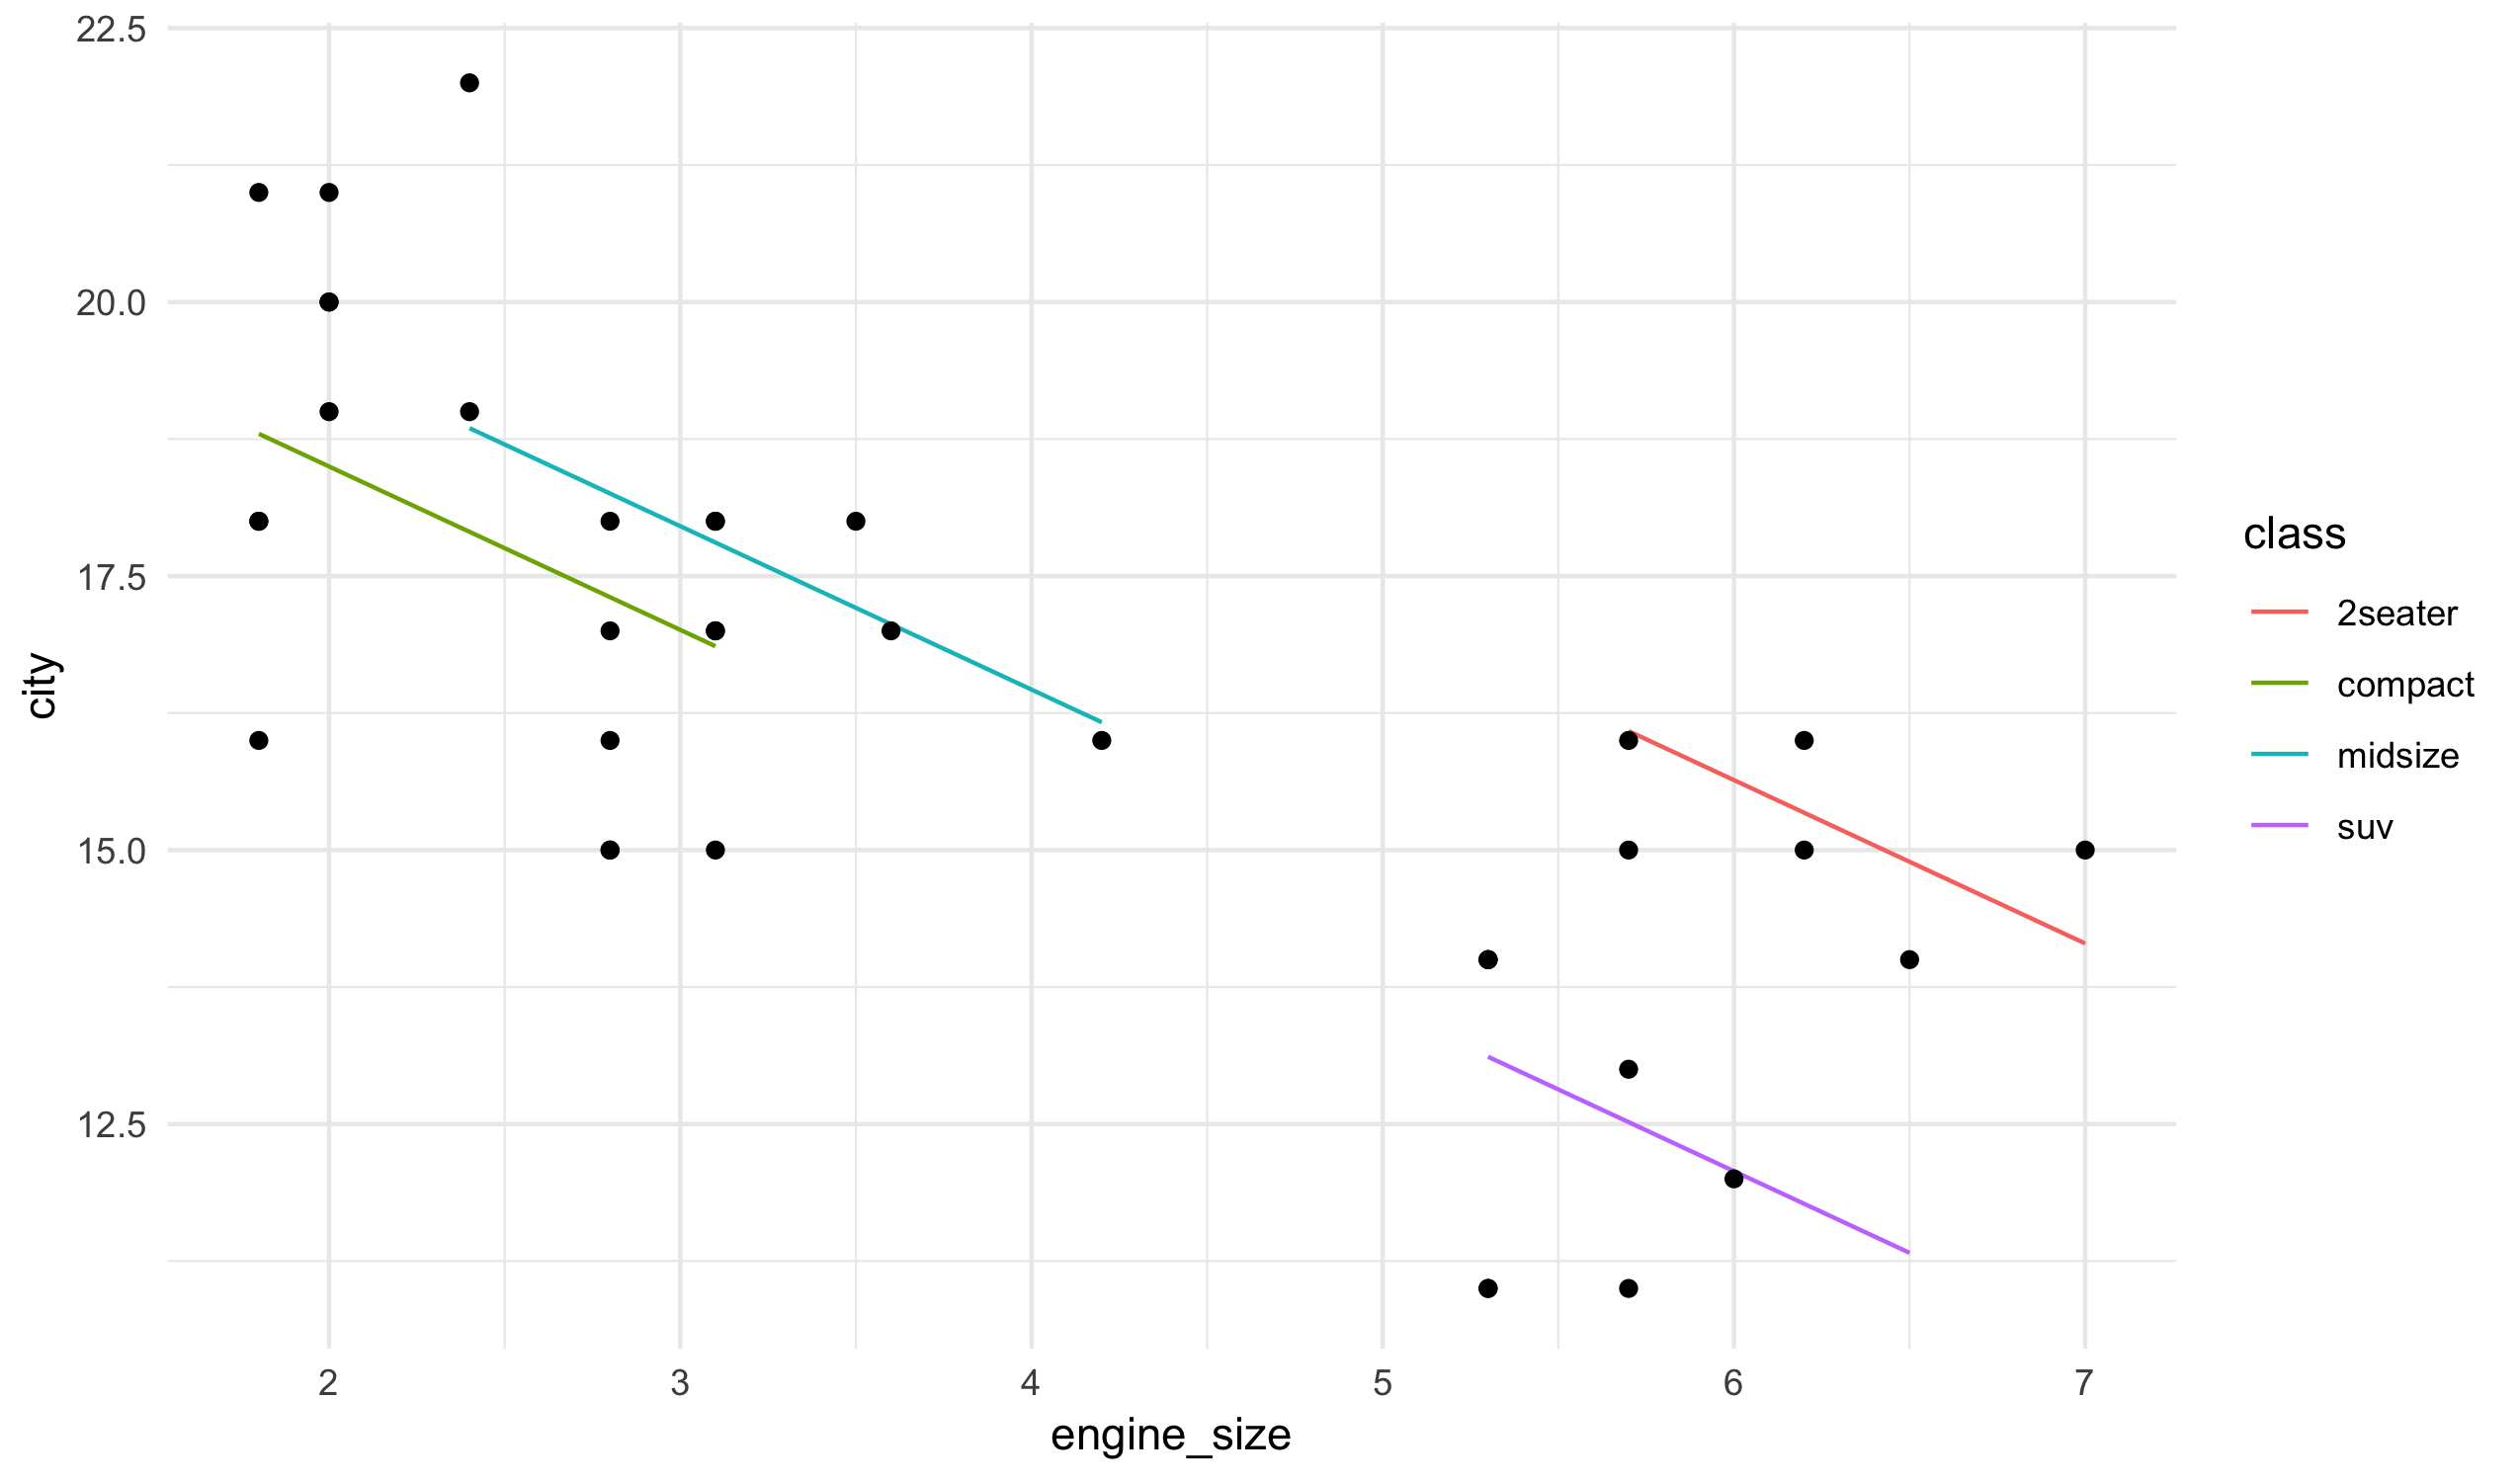 22.5
20.0
17.5
15.0
12.5
city
2 3 4 5 6 7
engine_size
class
2seater
compact
midsize
suv